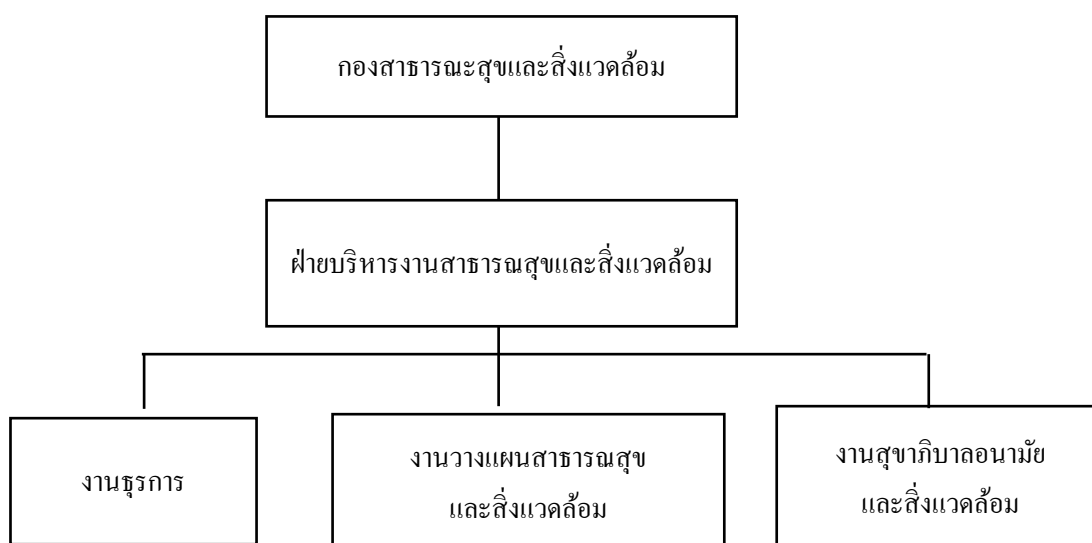 กองสาธารณะสุขและสิ่งแวดล้อม
ฝ่ายบริหารงานสาธารณสุขและสิ่งแวดล้อม
งานธุรการ
งานวางแผนสาธารณสุข
และสิ่งแวดล้อม
งานสุขาภิบาลอนามัย
และสิ่งแวดล้อม